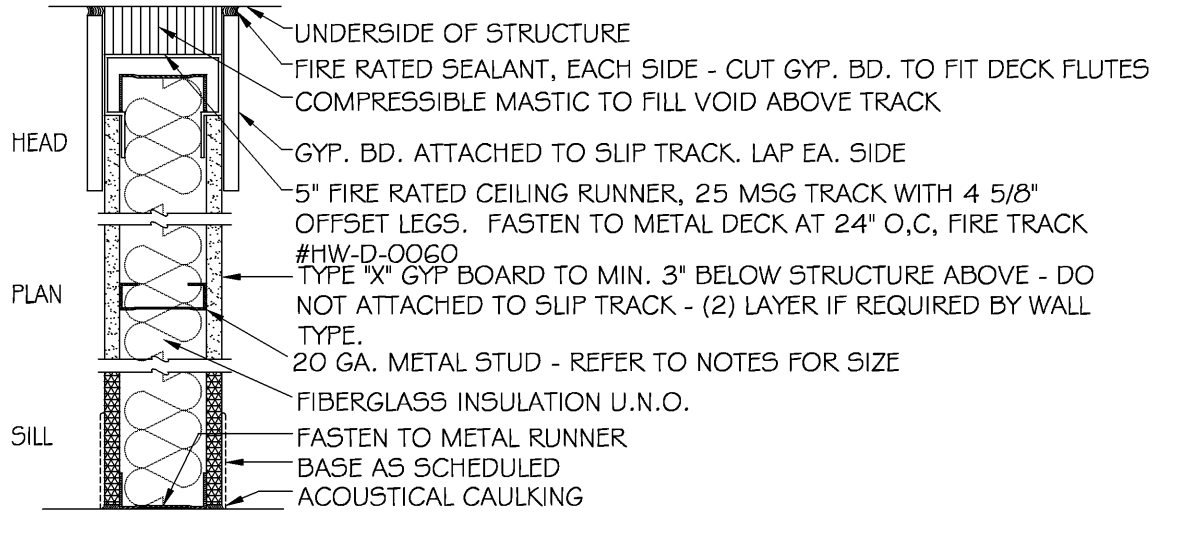 UNDERSIDE OF STRUCTURE
FIRE RATED SEALANT, EACH SIDE - CUT GYP. BD. TO FIT DECK FLUTES
COMPRESSIBLE MASTIC TO FILL VOID ABOVE TRACK
HEAD
GYP. BD. ATTACHED TO SLIP TRACK. LAP EA. SIDE
5" FIRE RATED CEILING RUNNER, 25 MSG TRACK WITH 4 5/8"
OFFSET LEGS. FASTEN TO METAL DECK AT 24" O,C, FIRE TRACK
#HW-D-0060
TYPE "X" GYP BOARD TO MIN. 3" BELOW STRUCTURE ABOVE - DO
PLAN
NOT ATTACHED TO SLIP TRACK - (2) LAYER IF REQUIRED BY WALL
TYPE.
20 GA. METAL STUD - REFER TO NOTES FOR SIZE
FIBERGLASS INSULATION U.N.O.
SILL
FASTEN TO METAL RUNNER
BASE AS SCHEDULED
ACOUSTICAL CAULKING